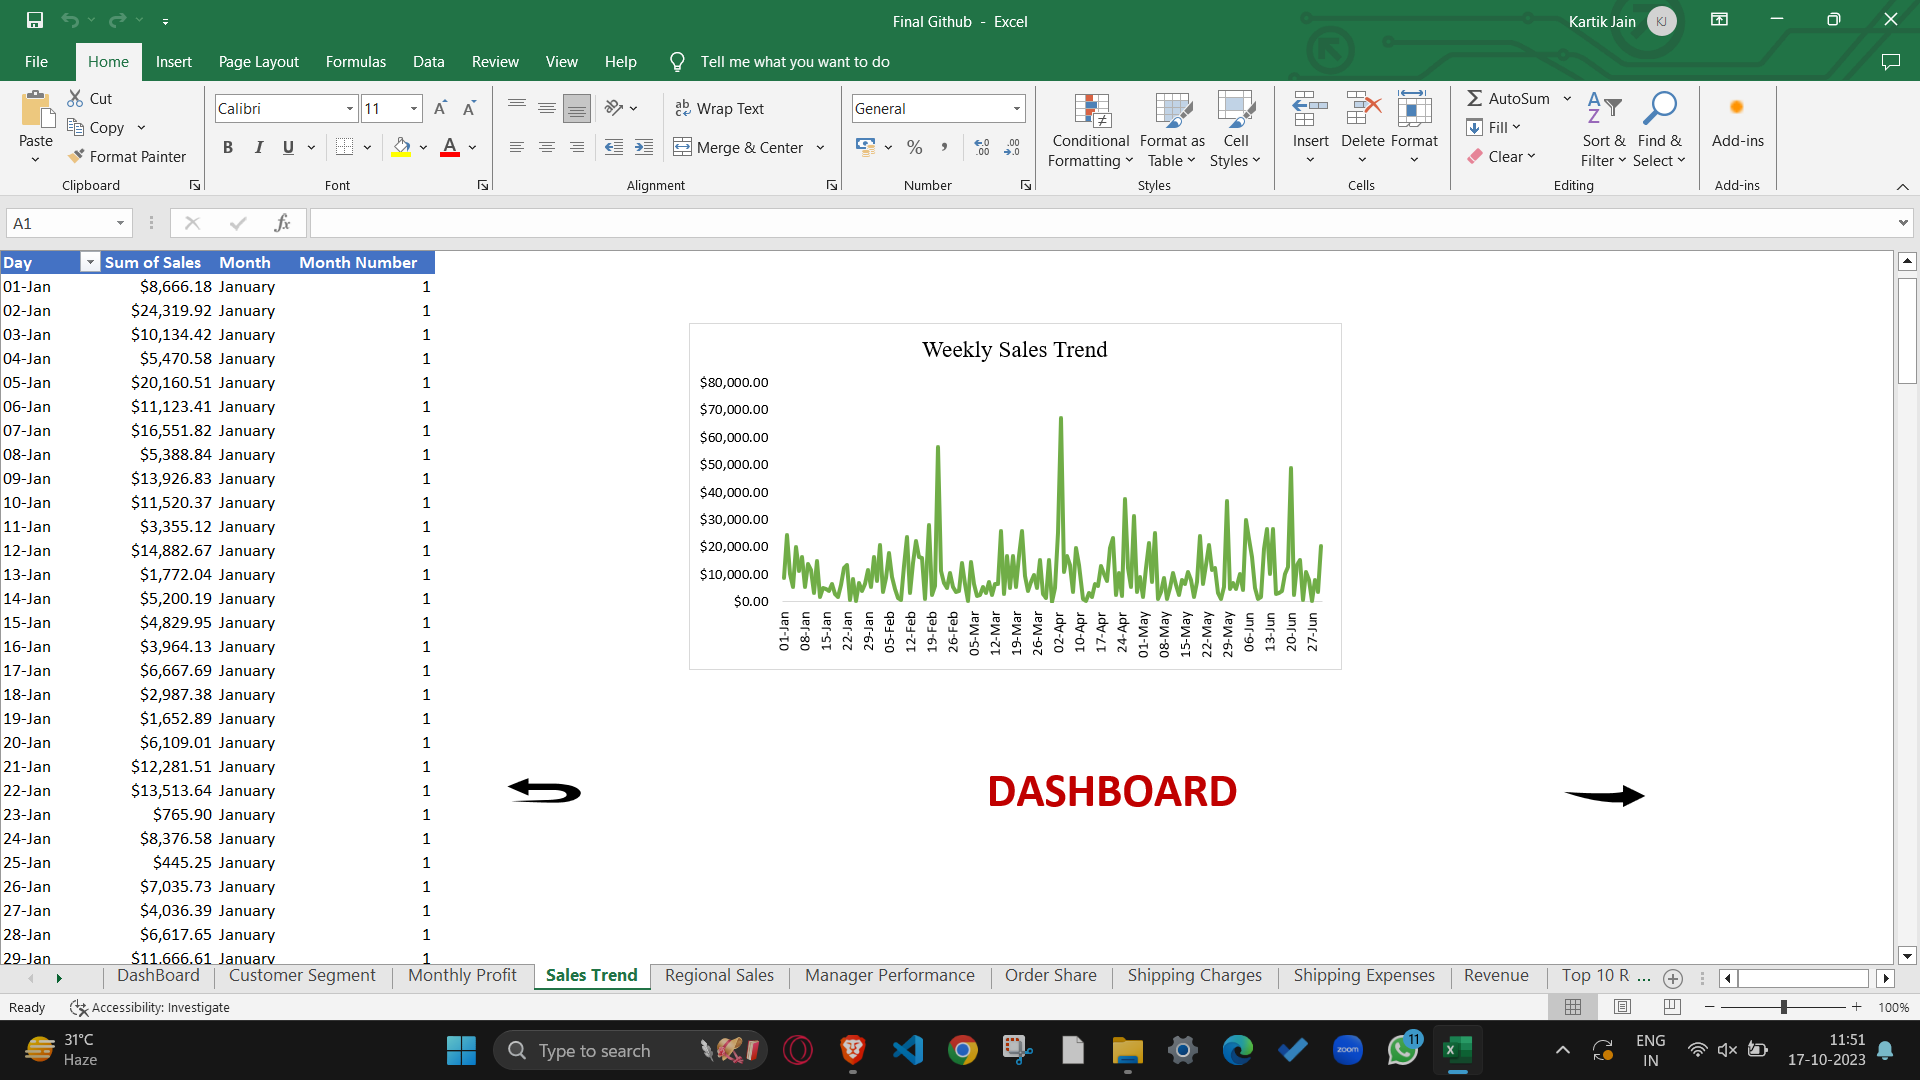 Final Github - Excel
Kartik Jain KJ
File Home Insert Page Layout Formulas Data Review View Help Tell me what you want to do
Paste
Cut
Copy
Format Painter
Clipboard
Calibri 11
B I U
Font
Wrap Text
Merge & Center
Alignment
General
Number
Conditional Formatting
Format as Table
Cell Styles
Styles
Insert
Delete
Format
Cells
AutoSum
Fill
Clear
Sort & Filter
Find & Select
Editing
Add-ins
Add-ins
A1
fx
Day Sum of Sales Month Month Number
01-Jan $8,666.18 January 1
02-Jan $24,319.92 January 1
03-Jan $10,134.42 January 1
04-Jan $5,470.58 January 1
05-Jan $20,160.51 January 1
06-Jan $11,123.41 January 1
07-Jan $16,551.82 January 1
08-Jan $5,388.84 January 1
09-Jan $13,926.83 January 1
10-Jan $11,520.37 January 1
11-Jan $3,355.12 January 1
12-Jan $14,882.67 January 1
13-Jan $1,772.04 January 1
14-Jan $5,200.19 January 1
15-Jan $4,829.95 January 1
16-Jan $3,964.13 January 1
17-Jan $6,667.69 January 1
18-Jan $2,987.38 January 1
19-Jan $1,652.89 January 1
20-Jan $6,109.01 January 1
21-Jan $12,281.51 January 1
22-Jan $13,513.64 January 1
23-Jan $765.90 January 1
24-Jan $8,376.58 January 1
25-Jan $445.25 January 1
26-Jan $7,035.73 January 1
27-Jan $4,036.39 January 1
28-Jan $6,617.65 January 1
29-Jan $11,666.61 January 1
Weekly Sales Trend
$80,000.00
$70,000.00
$60,000.00
$50,000.00
$40,000.00
$30,000.00
$20,000.00
$10,000.00
$0.00
01-Jan 08-Jan 15-Jan 22-Jan 29-Jan 05-Feb 12-Feb 19-Feb 26-Feb 05-Mar 12-Mar 19-Mar 26-Mar 02-Apr 10-Apr 17-Apr 24-Apr 01-May 08-May 15-May 22-May 29-May 06-Jun 13-Jun 20-Jun 27-Jun
DASHBOARD
DashBoard Customer Segment Monthly Profit Sales Trend Regional Sales Manager Performance Order Share Shipping Charges Shipping Expenses Revenue Top 10 R ...
Ready Accessibility: Investigate 100%
31°C
Haze
Type to search
zoom
11
ENG
IN
11:51
17-10-2023